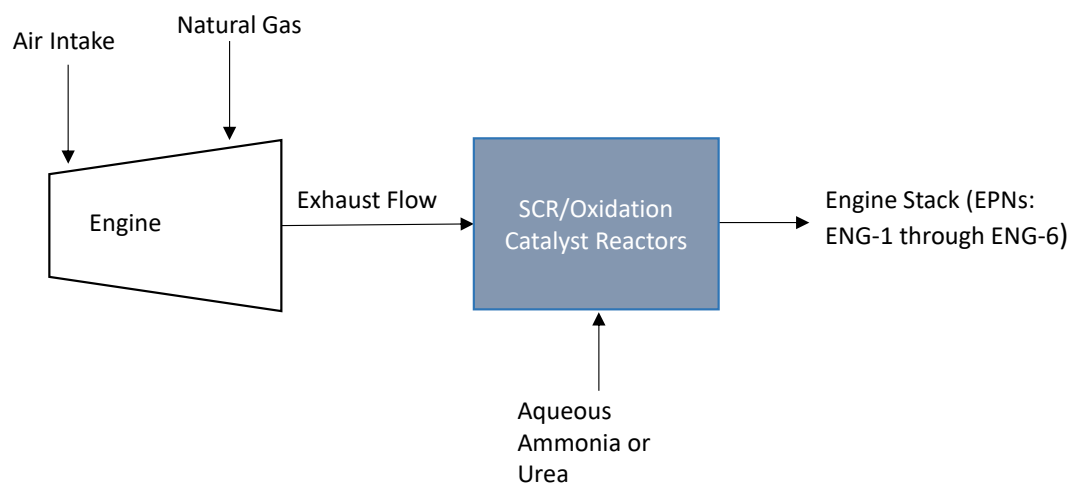 Natural Gas
Air Intake
Engine
Exhaust Flow
SCR/Oxidation
Catalyst Reactors
Engine Stack (EPNs:
ENG-1 through ENG-6)
Aqueous
Ammonia or
Urea